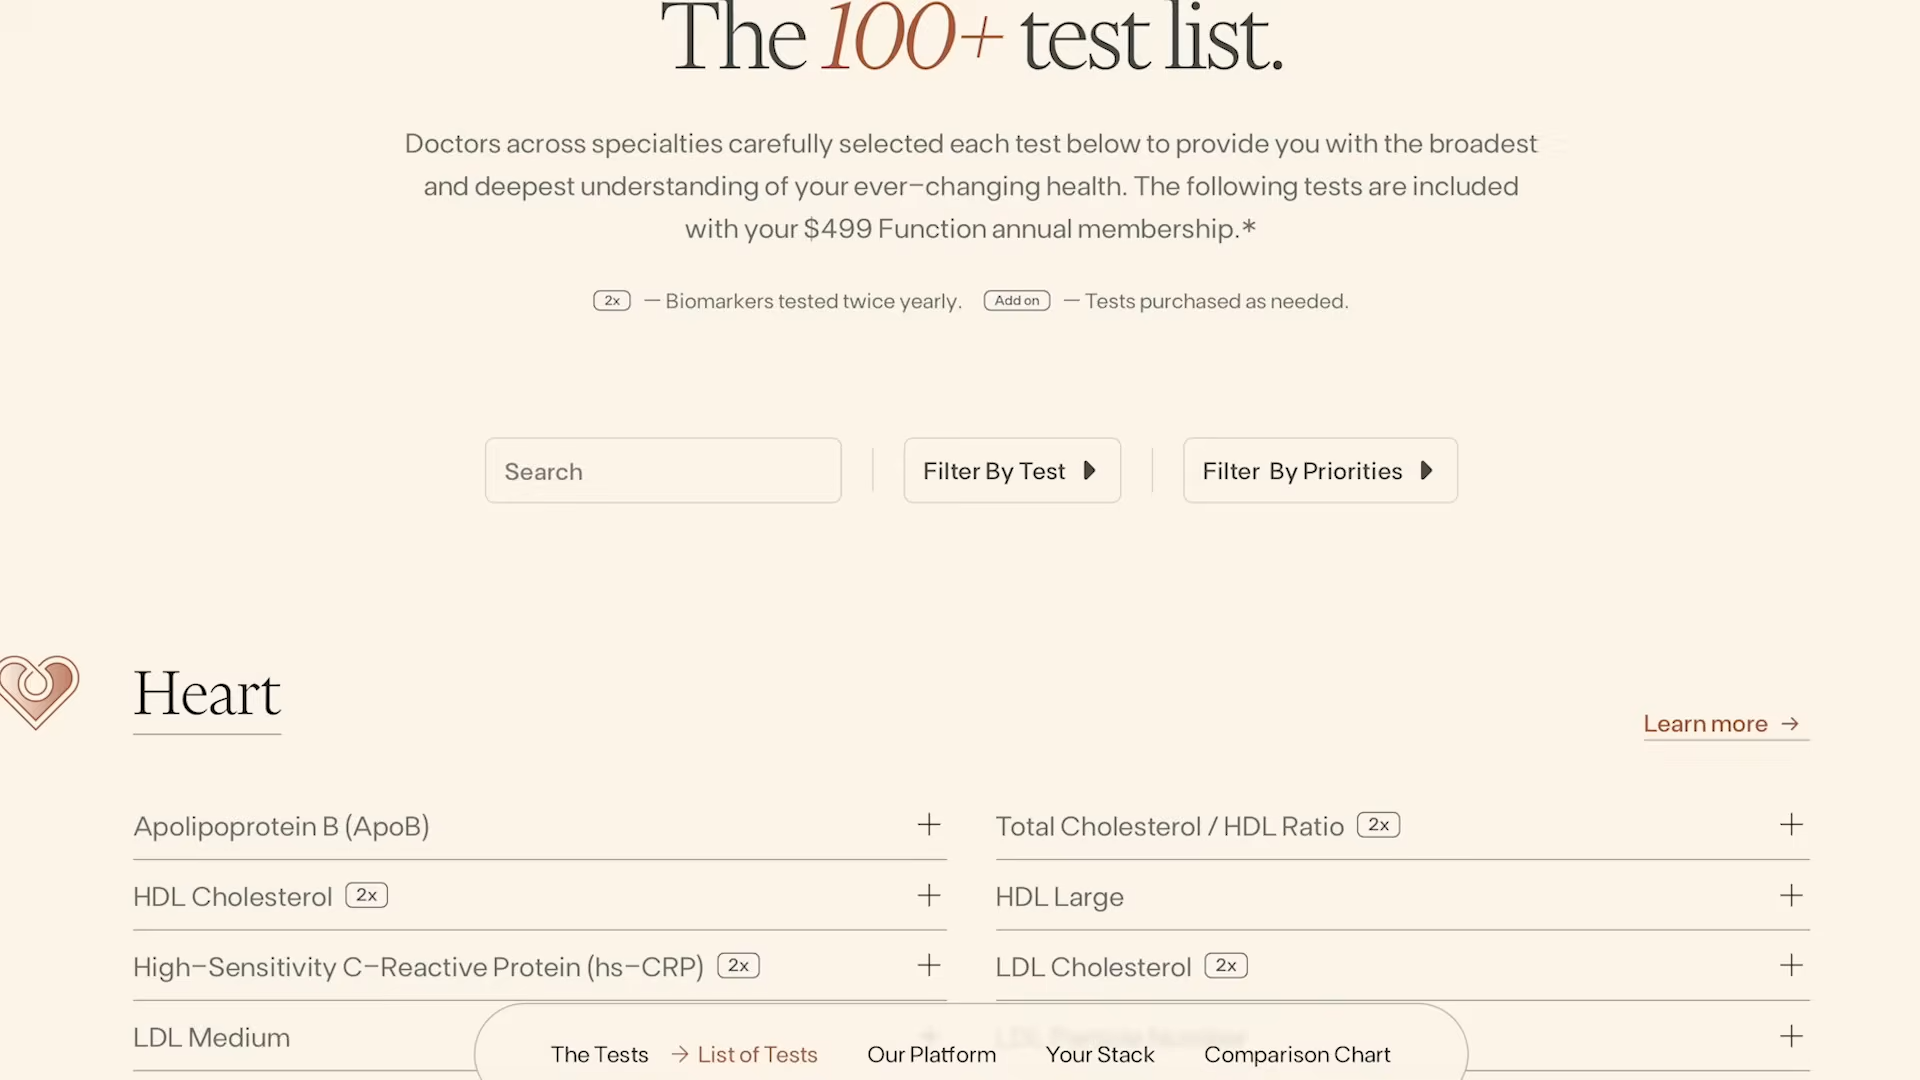 The 100+ test list.
Doctors across specialties carefully selected each test below to provide you with the broadest
and deepest understanding of your ever-changing health. The following tests are included
with your $499 Function annual membership.*
2x — Biomarkers tested twice yearly. Add on — Tests purchased as needed.
Search Filter By Test Filter By Priorities
Heart
Learn more →
Apolipoprotein B (ApoB)
Total Cholesterol / HDL Ratio 2x
HDL Cholesterol 2x
HDL Large
High-Sensitivity C-Reactive Protein (hs-CRP) 2x
LDL Cholesterol 2x
LDL Medium
The Tests → List of Tests Our Platform Your Stack Comparison Chart